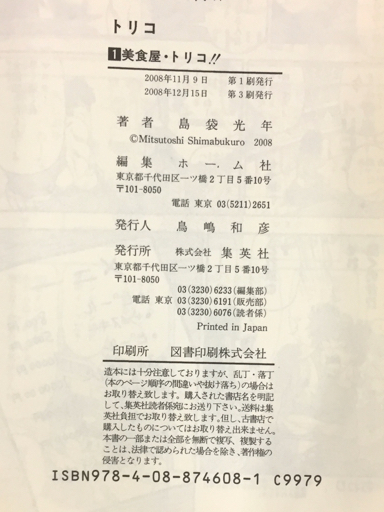 トリコ
1美食屋・トリコ!!
2008年11月9日 第1刷発行
2008年12月15日 第3刷発行
著者 島袋光年
©Mitsutoshi Shimabukuro 2008
編集 ホーム社
東京都千代田区一ツ橋2丁目5番10号
〒101-8050
電話 東京 03(5211)2651
発行人 鳥嶋和彦
発行所 株式会社 集英社
東京都千代田区一ツ橋2丁目5番10号
〒101-8050
03(3230)6233(編集部)
電話 東京 03(3230)6191(販売部)
03(3230)6076(読者係)
Printed in Japan
印刷所 図書印刷株式会社
造本には十分注意しておりますが、乱丁・落丁
(本のページ順序の間違いや抜け落ち)の場合は
お取り替え致します。購入された書店名を明記
して、集英社読者係宛にお送り下さい。送料は集
英社負担でお取り替え致します。但し、古書店で
購入したものについてはお取り替え出来ません。
本書の一部または全部を無断で複写、複製する
ことは、法律で認められた場合を除き、著作権の
侵害となります。
ISBN978-4-08-874608-1 C9979